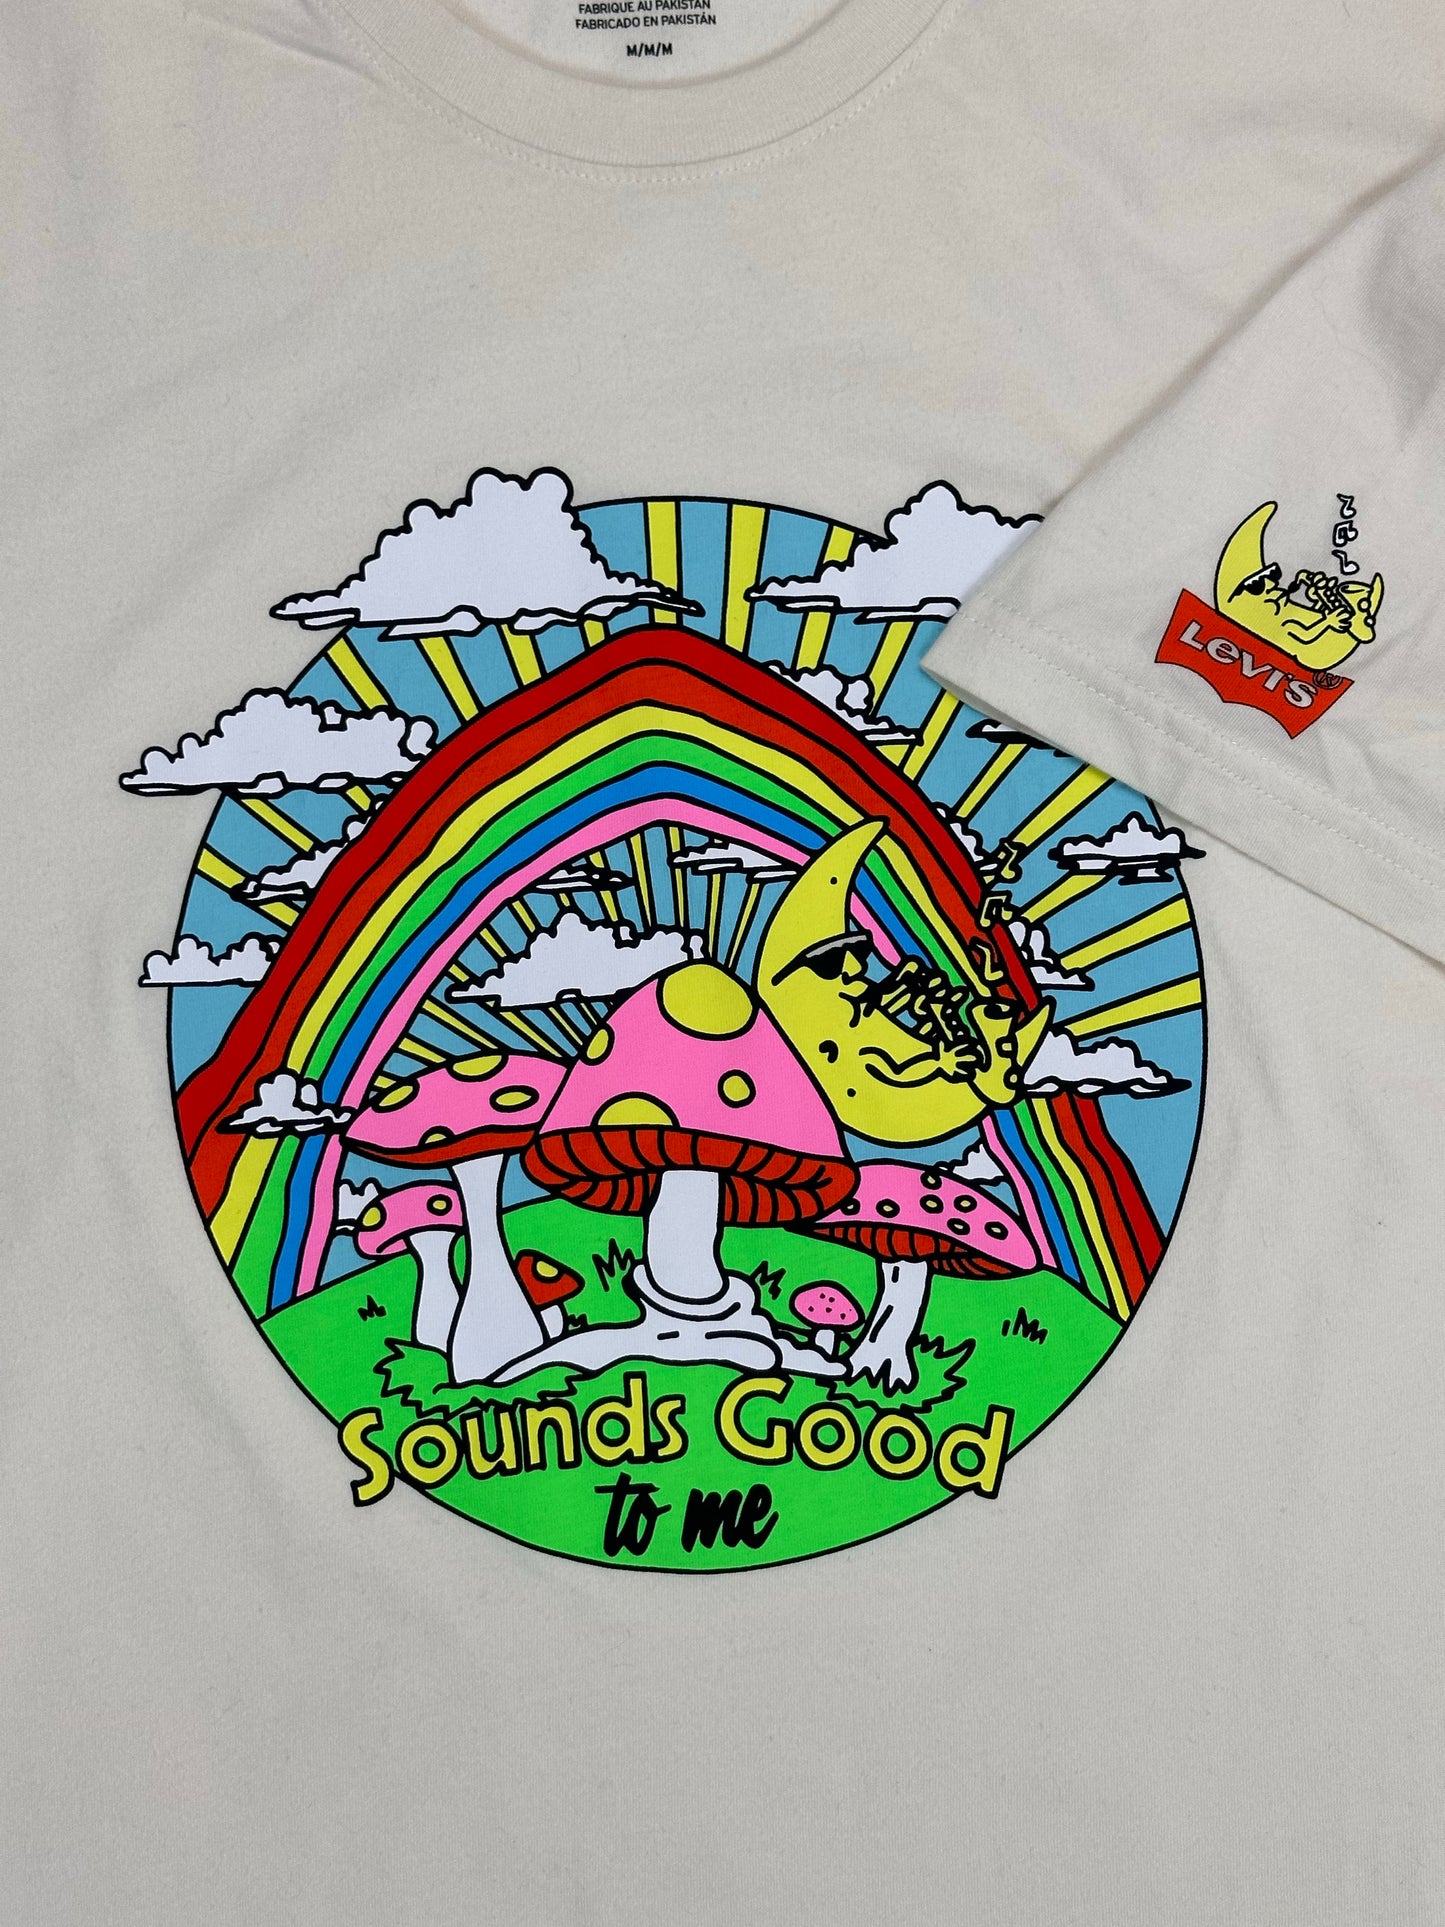 FABRIQUE AU PAKISTAN
FABRICADO EN PAKISTÁN
M/M/M
Levi's®
Sounds Good
to me